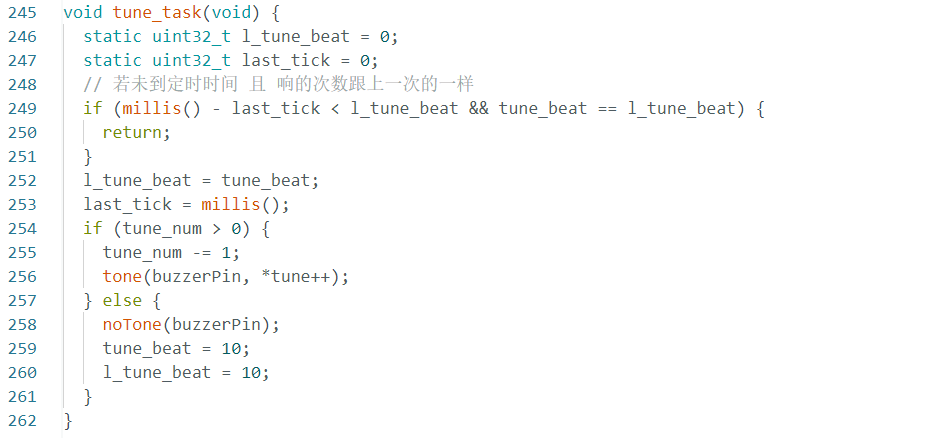 245 void tune_task(void) {
246   static uint32_t l_tune_beat = 0;
247   static uint32_t last_tick = 0;
248   // 若未到定时时间 且 响的次数跟上一次的一样
249   if (millis() - last_tick < l_tune_beat && tune_beat == l_tune_beat) {
250     return;
251   }
252   l_tune_beat = tune_beat;
253   last_tick = millis();
254   if (tune_num > 0) {
255     tune_num -= 1;
256     tone(buzzerPin, *tune++);
257   } else {
258     noTone(buzzerPin);
259     tune_beat = 10;
260     l_tune_beat = 10;
261   }
262 }